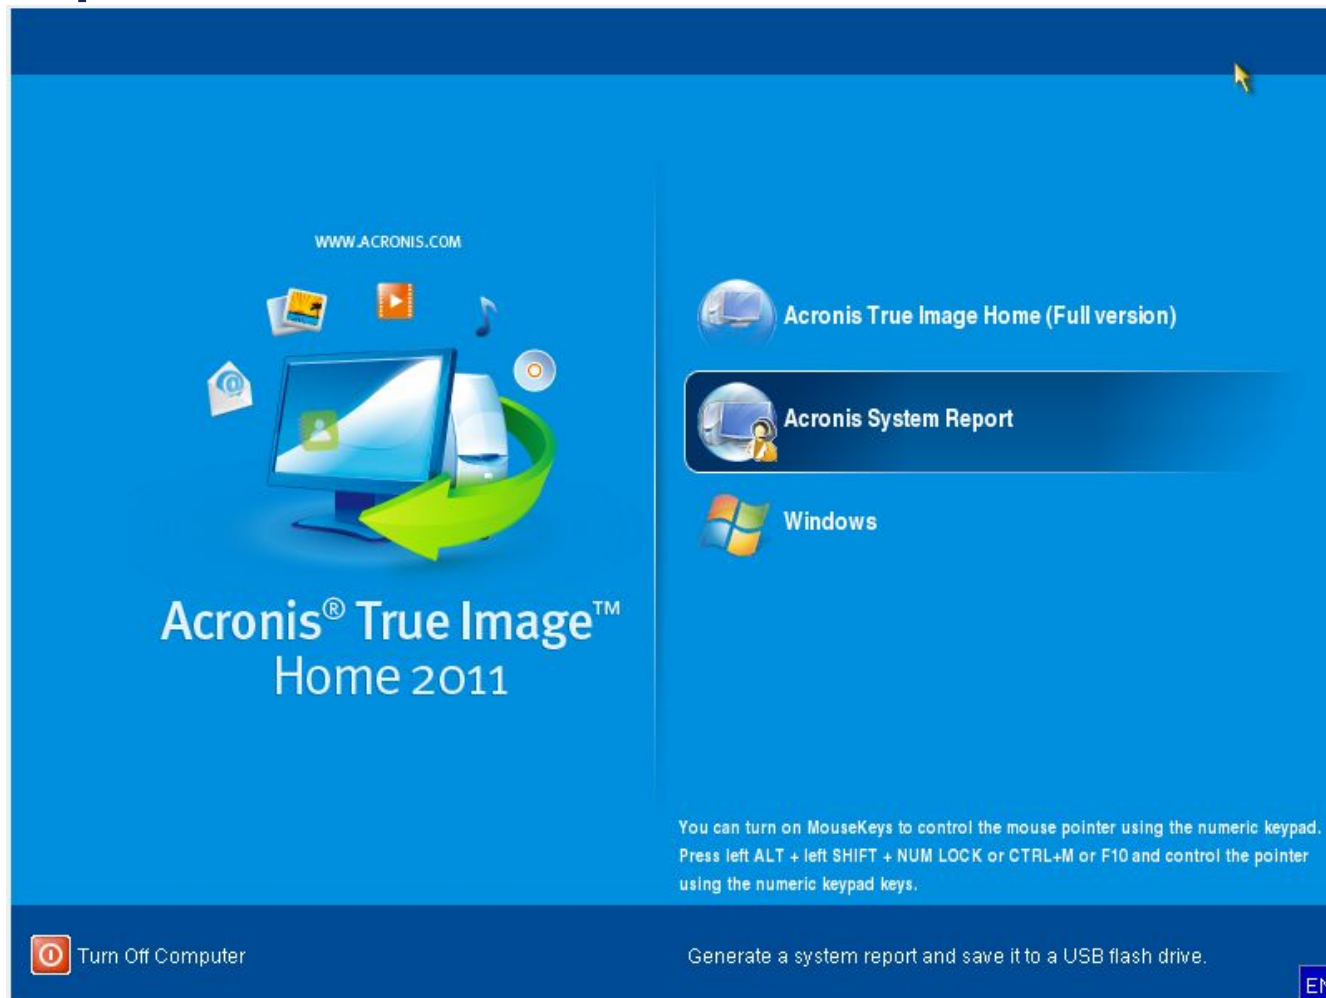 WWW.ACRONIS.COM
Acronis® True Image™
Home 2011
Acronis True Image Home (Full version)
Acronis System Report
Windows
You can turn on MouseKeys to control the mouse pointer using the numeric keypad.
Press left ALT + left SHIFT + NUM LOCK or CTRL+M or F10 and control the pointer
using the numeric keypad keys.
Turn Off Computer
Generate a system report and save it to a USB flash drive.
EN